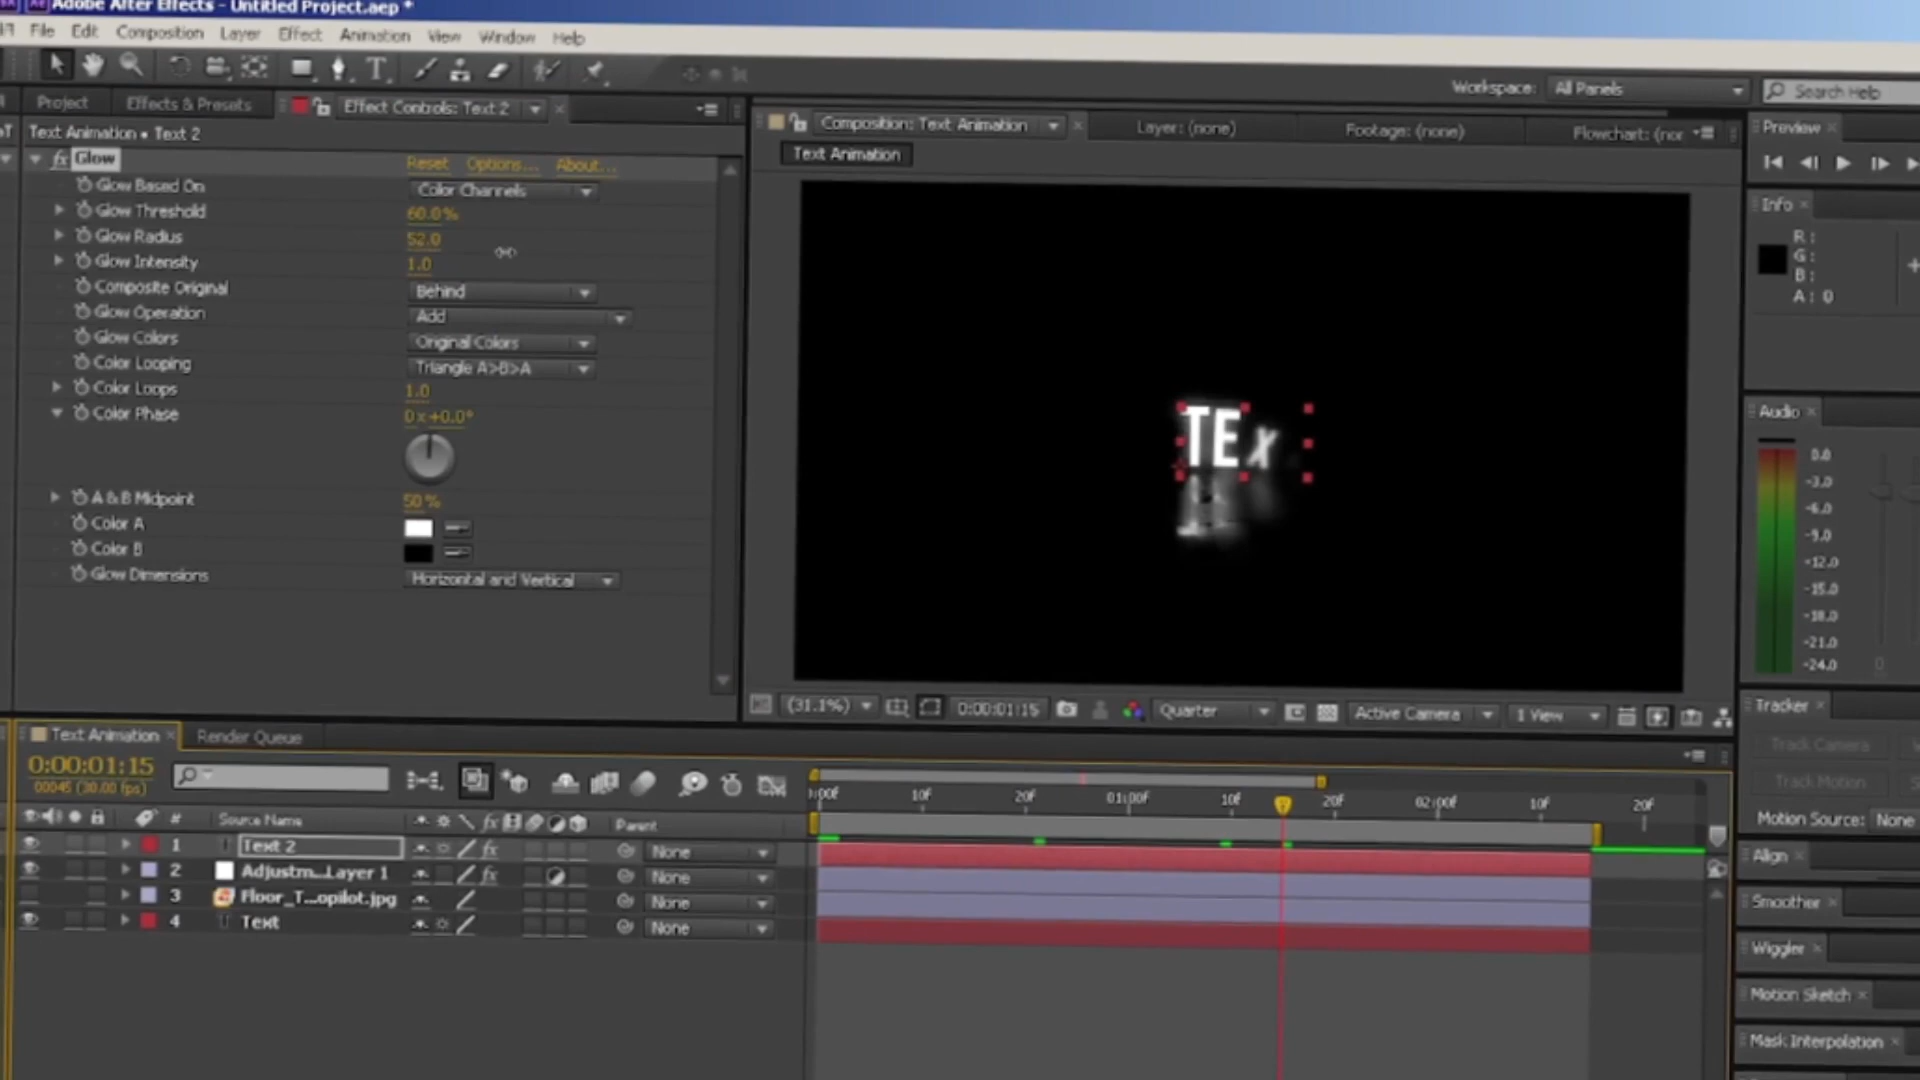 Adobe After Effects - Untitled Project.aep *
File Edit Composition Layer Effect Animation View Window Help
Workspace: All Panels
Search Help
Project Effects & Presets Effect Controls: Text 2
Text Animation • Text 2
fx Glow Reset Options... About...
Glow Based On Color Channels
Glow Threshold 60.0%
Glow Radius 52.0
Glow Intensity 1.0
Composite Original Behind
Glow Operation Add
Glow Colors Original Colors
Color Looping Triangle A>B>A
Color Loops 1.0
Color Phase 0x+0.0°
A & B Midpoint 50%
Color A
Color B
Glow Dimensions Horizontal and Vertical
Composition: Text Animation Layer: (none) Footage: (none) Flowchart: (nor
Text Animation
TEx
(31.1%) 0:00:01:15 Quarter Active Camera 1 View
Preview
Info
R:
G:
B:
A: 0
Audio
0.0
-3.0
-6.0
-9.0
-12.0
-15.0
-18.0
-21.0
-24.0
0
Tracker
Track Camera
Track Motion
Motion Source: None
Align
Smoother
Wiggler
Motion Sketch
Mask Interpolation
Text Animation Render Queue
0:00:01:15
00045 (30.00 fps)
00f 10f 20f 01:00f 10f 20f 02:00f 10f 20f
# Source Name fx Parent
1 T Text 2 fx None
2 Adjustm...Layer 1 fx None
3 Floor_T...opilot.jpg None
4 T Text None